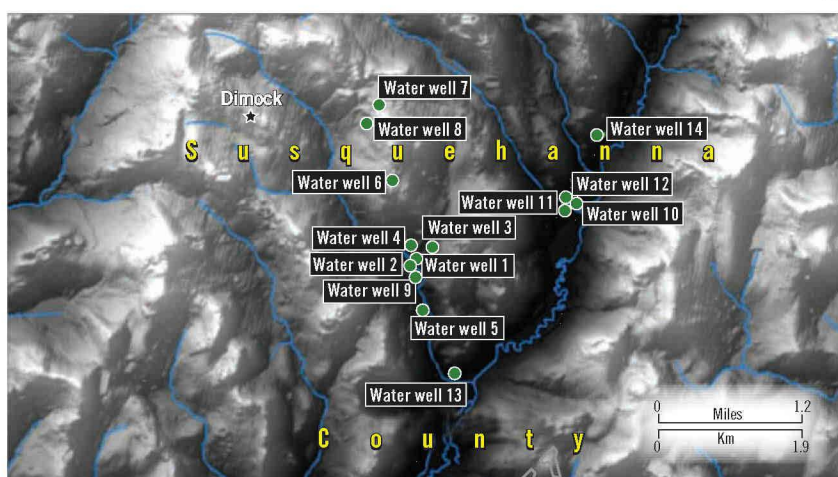 Water well 7
Dimock
Water well 8
Water well 14
Susquehanna
Water well 6
Water well 12
Water well 11
Water well 10
Water well 3
Water well 4
Water well 2
Water well 1
Water well 9
Water well 5
Water well 13
0 1.2
Miles
Km
0 1.9
County